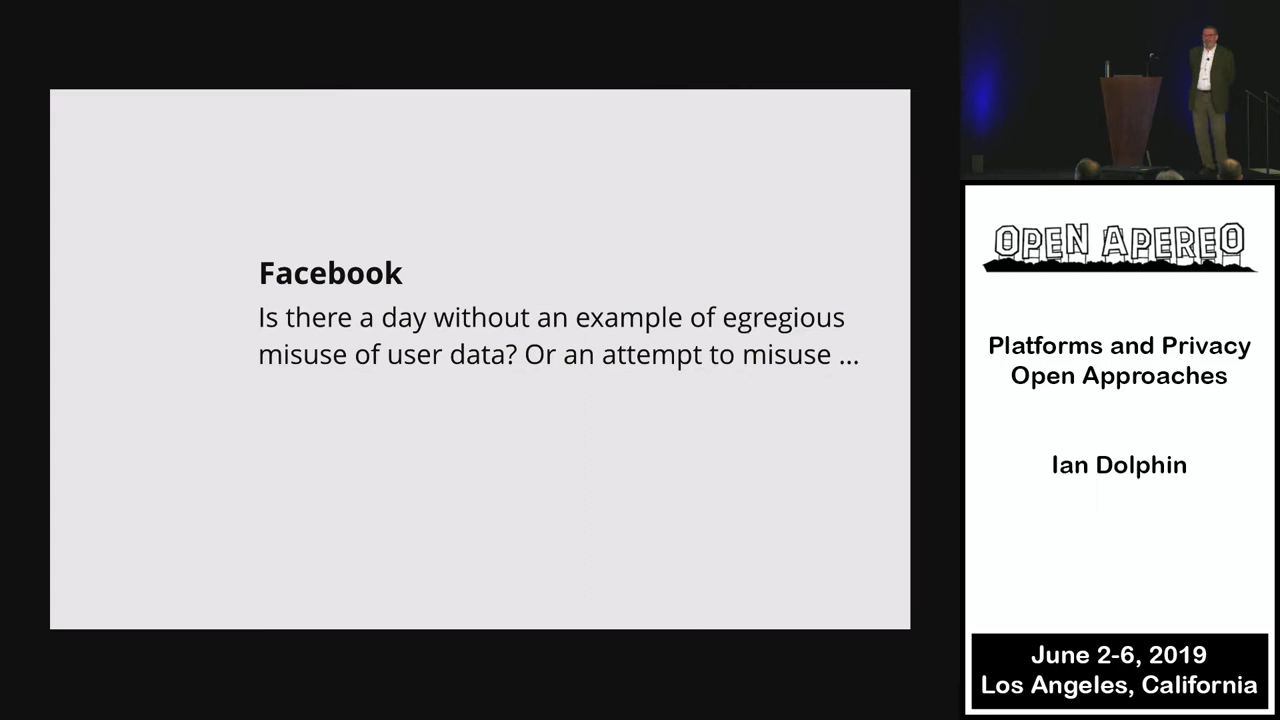 Facebook
Is there a day without an example of egregious
misuse of user data? Or an attempt to misuse ...
OPEN APEREO
Platforms and Privacy
Open Approaches
Ian Dolphin
June 2-6, 2019
Los Angeles, California